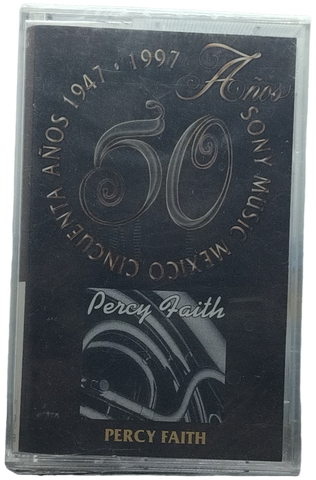 Años
CINCUENTA AÑOS 1947 · 1997
SONY MUSIC MEXICO
50
Percy Faith
PERCY FAITH